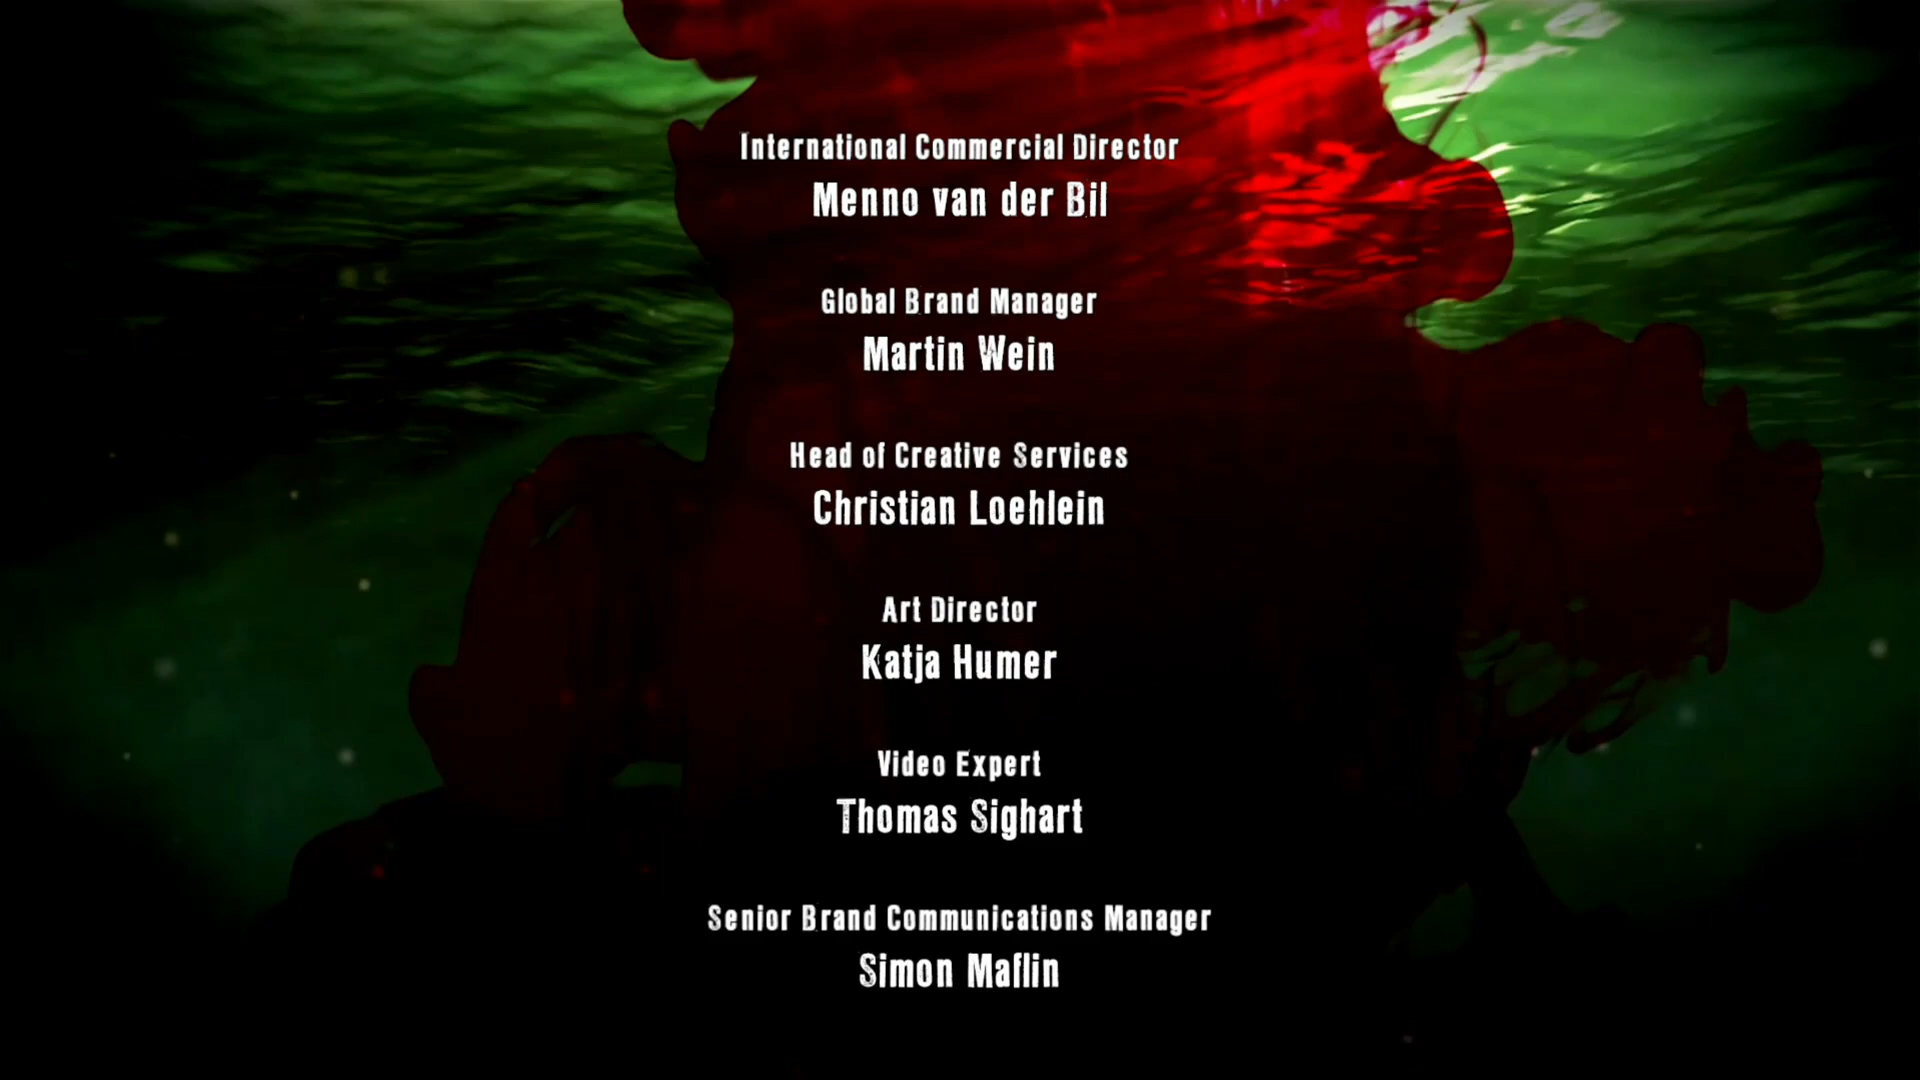 International Commercial Director
Menno van der Bil
Global Brand Manager
Martin Wein
Head of Creative Services
Christian Loehlein
Art Director
Katja Humer
Video Expert
Thomas Sighart
Senior Brand Communications Manager
Simon Maflin